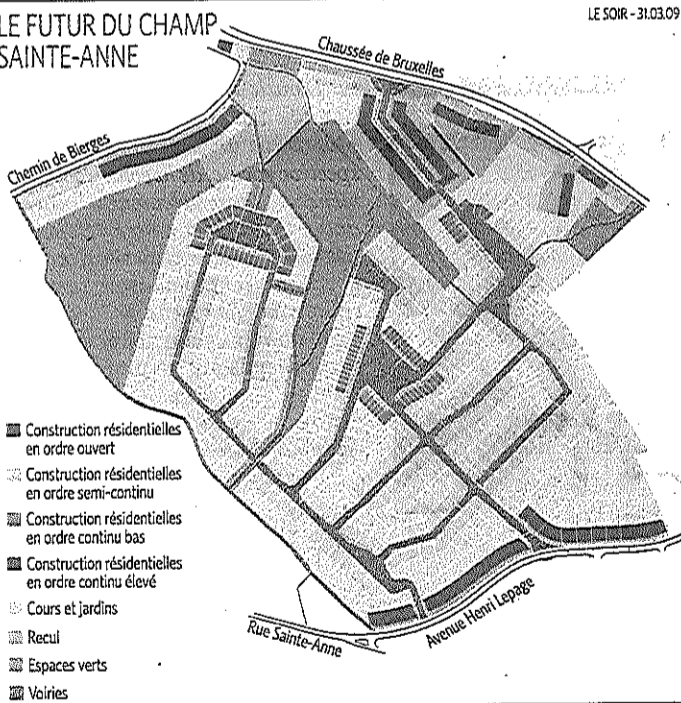 LE FUTUR DU CHAMP
SAINTE-ANNE
LE SOIR - 31.03.09
Chaussée de Bruxelles
Chemin de Bierges
Construction résidentielles
en ordre ouvert
Construction résidentielles
en ordre semi-continu
Construction résidentielles
en ordre continu bas
Construction résidentielles
en ordre continu élevé
Cours et jardins
Recul
Espaces verts
Voiries
Rue Sainte-Anne
Avenue Henri Lepage